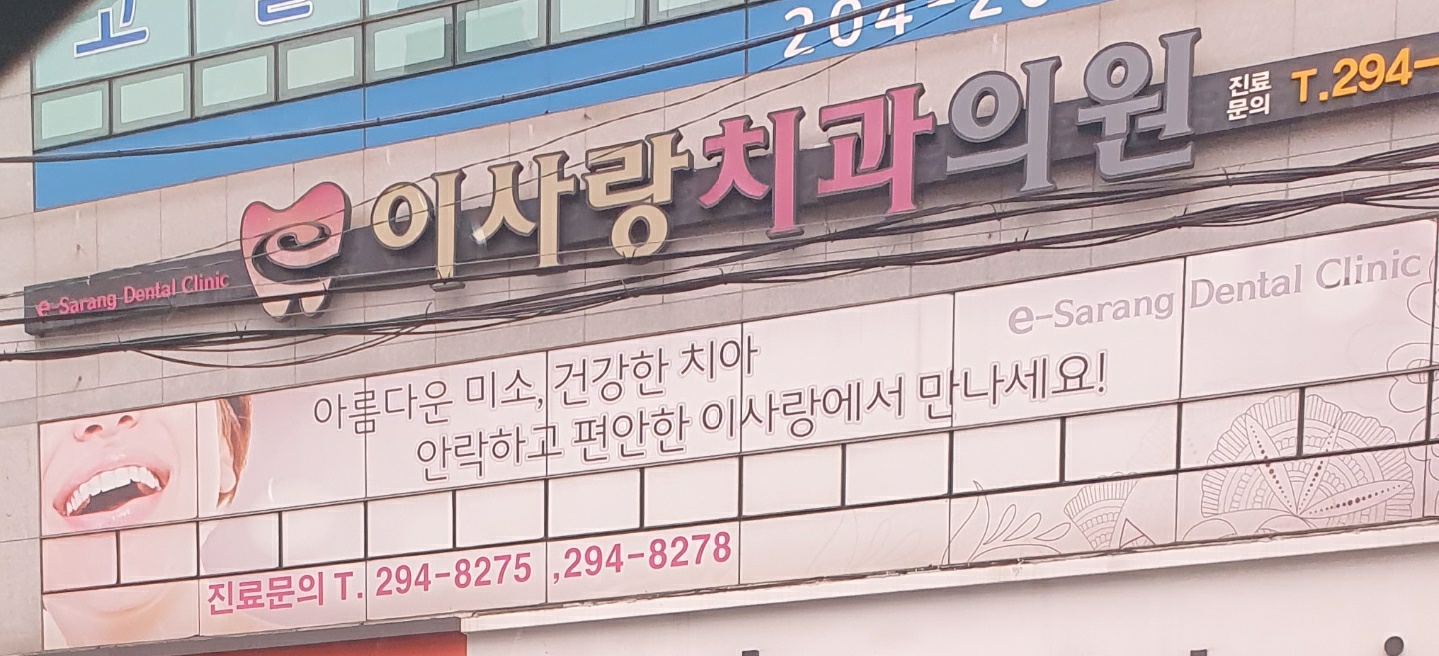 204-
이사랑치과의원
진료
문의
T.294-
e-Sarang Dental Clinic
e-Sarang Dental Clinic
아름다운 미소, 건강한 치아
안락하고 편안한 이사랑에서 만나세요!
진료문의 T. 294-8275 ,294-8278